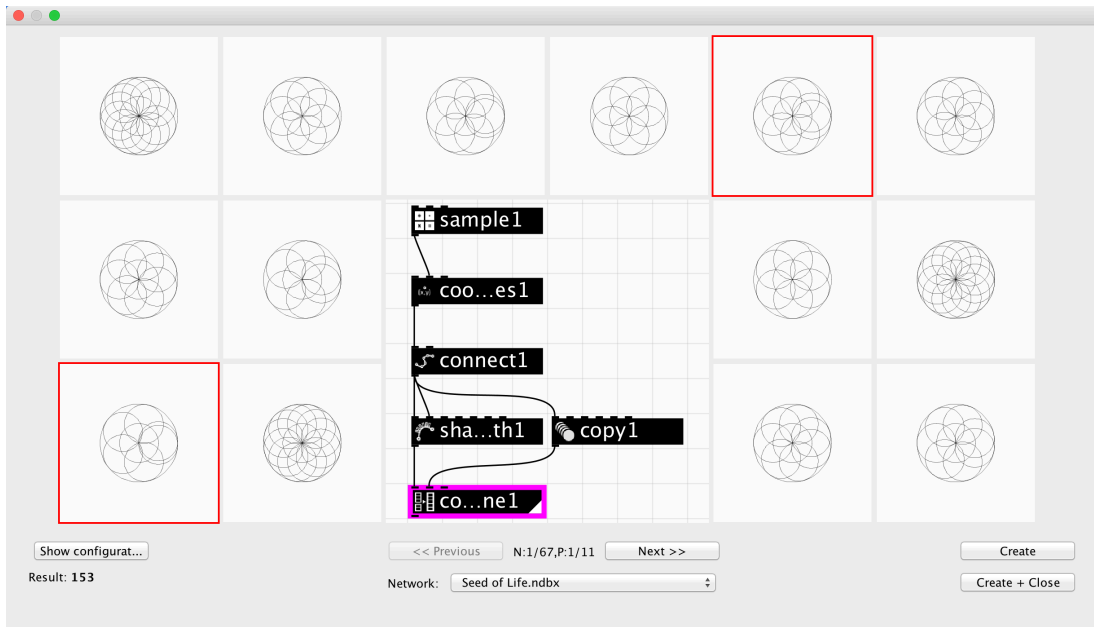 sample1
coo...es1
connect1
sha...th1
copy1
co...ne1
Show configurat...
<< Previous
N:1/67,P:1/11
Next >>
Create
Result: 153
Network:
Seed of Life.ndbx
Create + Close